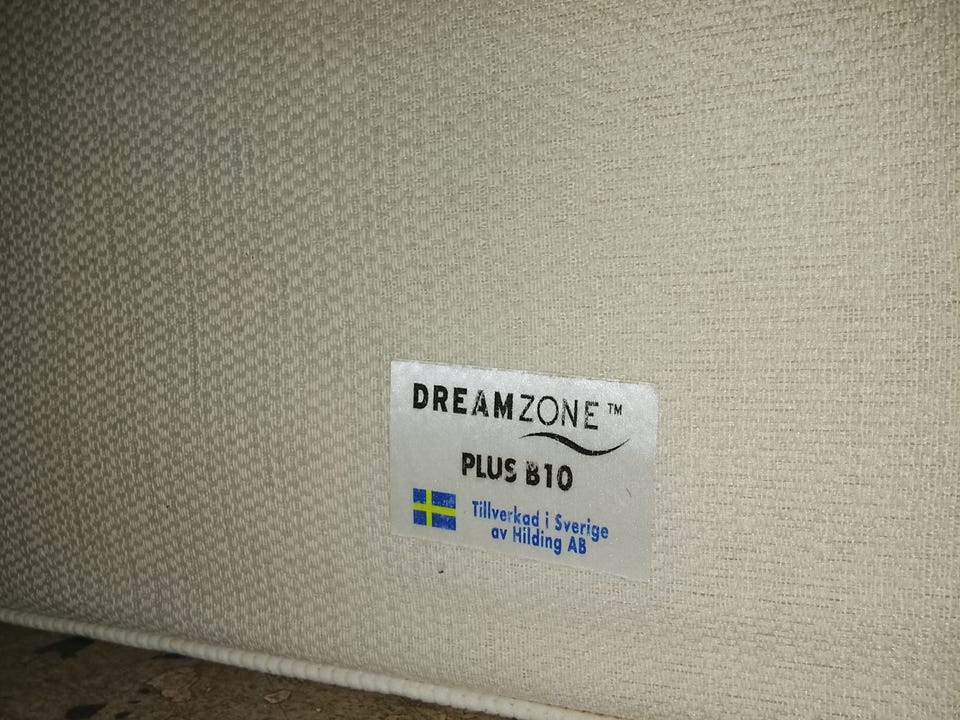 DREAMZONE™
PLUS B10
Tillverkad i Sverige
av Hilding AB